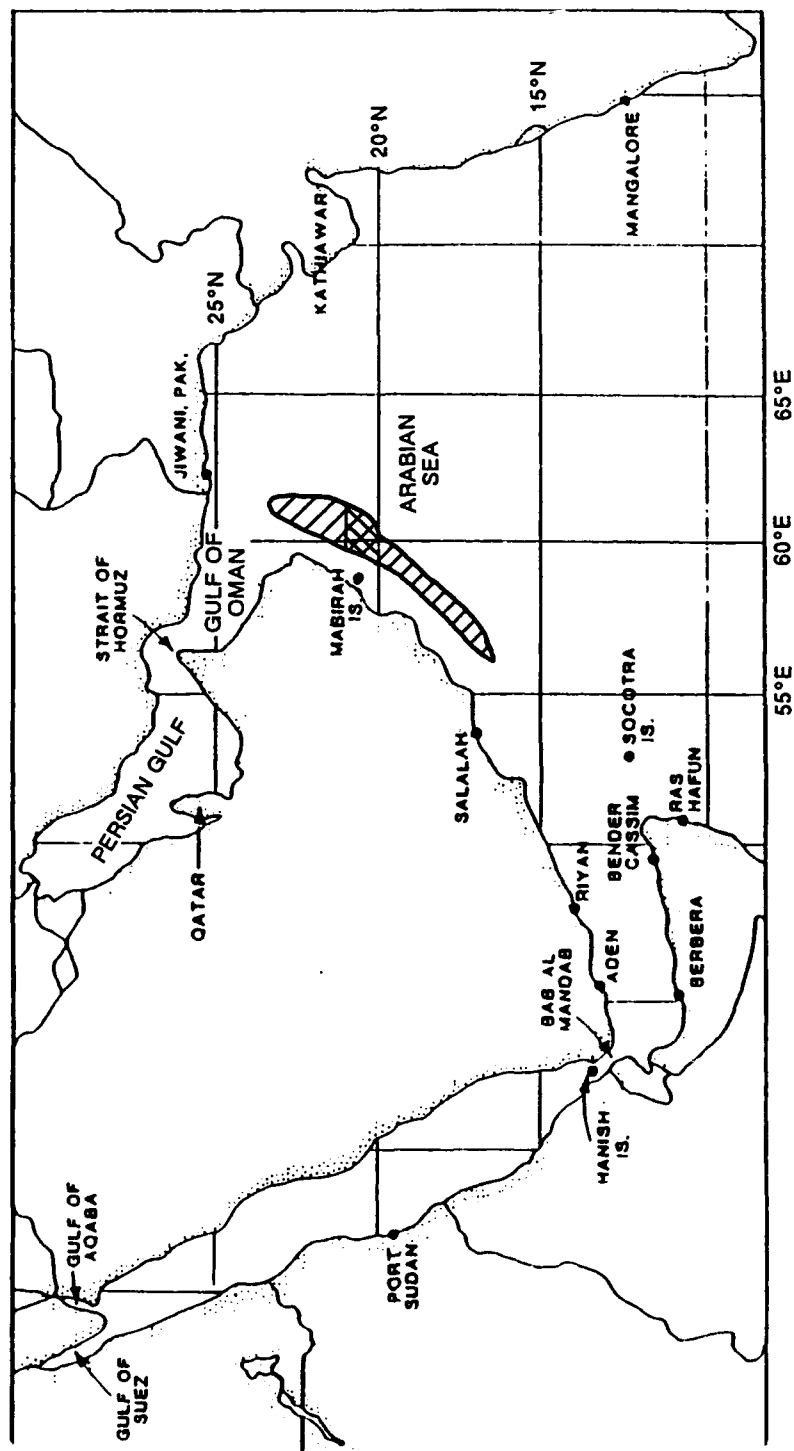 GULF OF
SUEZ
GULF OF
AQABA
PORT
SUDAN
HANISH
IS.
BAB AL
MANDAB
ADEN
RIYAN
BERBERA
BENDER
CASSIM
RAS
HAFUN
SOCOTRA
IS.
SALALAH
QATAR
PERSIAN GULF
STRAIT OF
HORMUZ
GULF OF
OMAN
MABIRAH
IS.
ARABIAN
SEA
JIWANI, PAK.
KATHIAWAR
MANGALORE
25°N
20°N
15°N
55°E
60°E
65°E